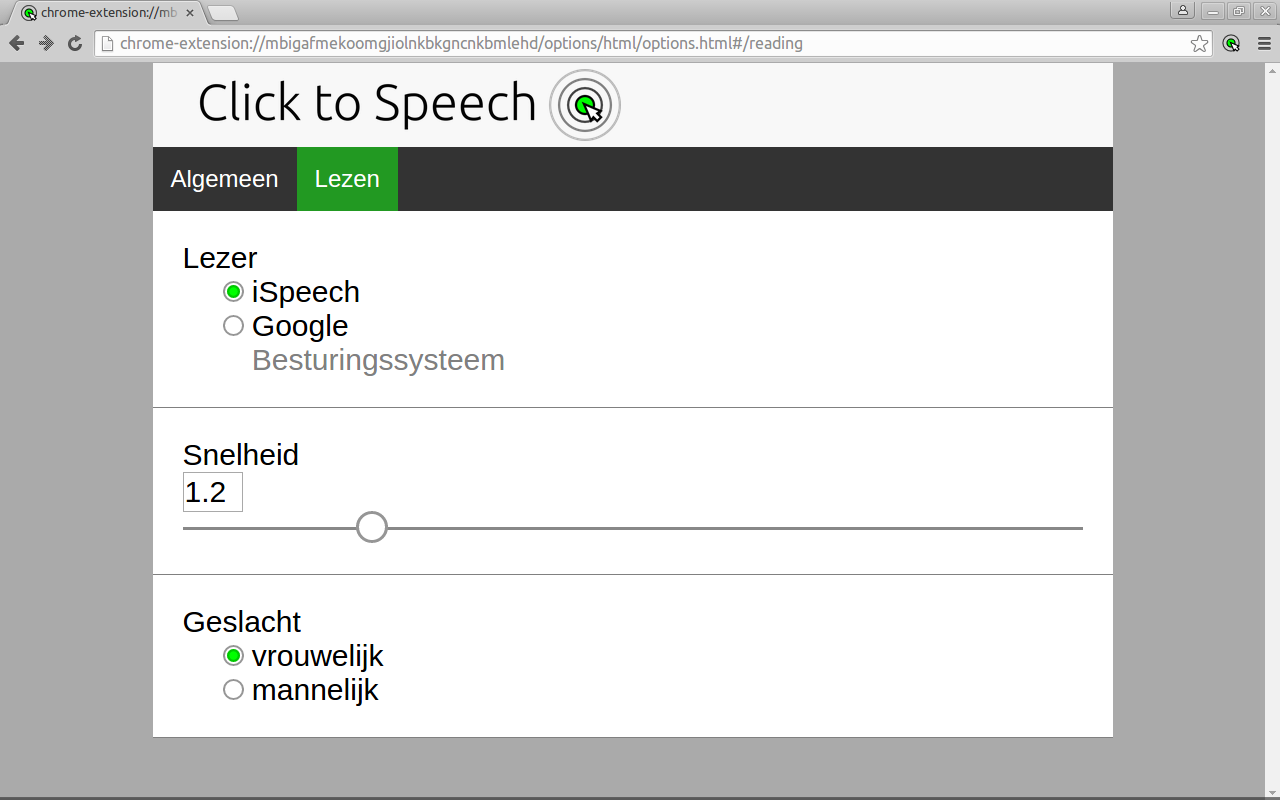 chrome-extension://mb
chrome-extension://mbigafmekoomgjiolnkbkgncnkbmlehd/options/html/options.html#/reading
Click to Speech
Algemeen Lezen
Lezer
iSpeech
Google
Besturingssysteem
Snelheid
1.2
Geslacht
vrouwelijk
mannelijk